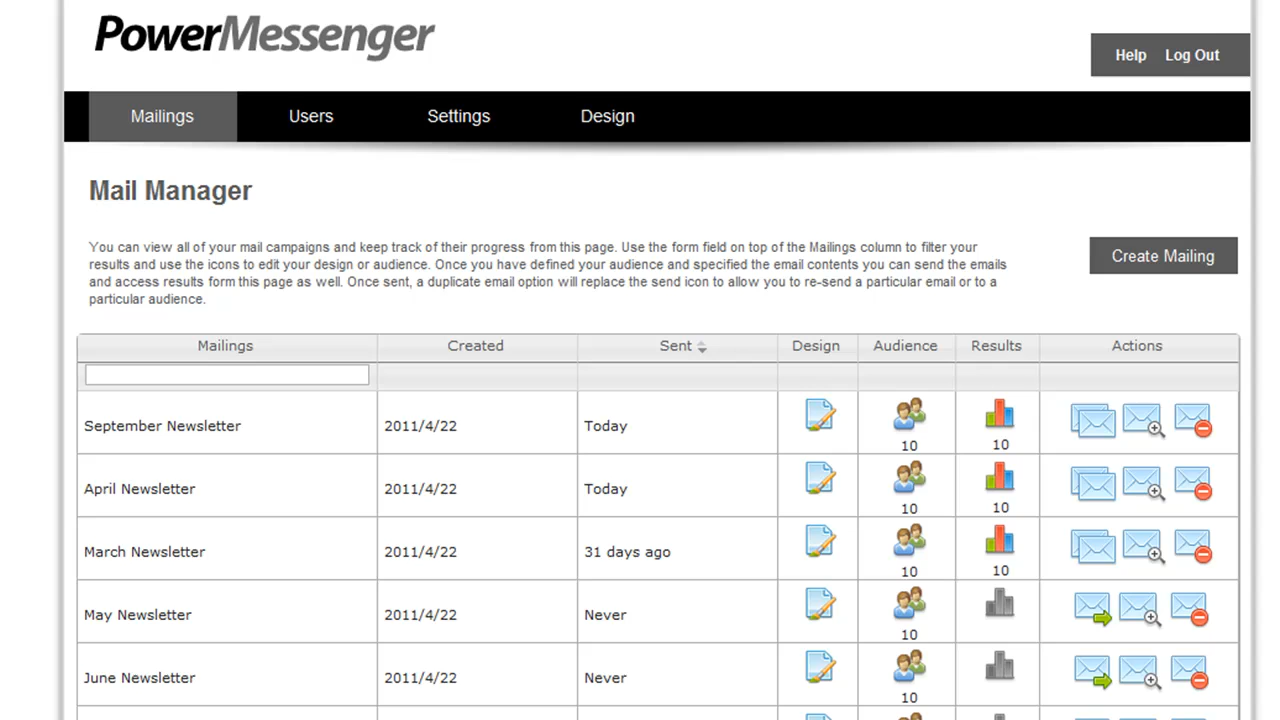 PowerMessenger
Help Log Out
Mailings Users Settings Design
Mail Manager
You can view all of your mail campaigns and keep track of their progress from this page. Use the form field on top of the Mailings column to filter your
results and use the icons to edit your design or audience. Once you have defined your audience and specified the email contents you can send the emails
and access results form this page as well. Once sent, a duplicate email option will replace the send icon to allow you to re-send a particular email or to a
particular audience.
Create Mailing
Mailings Created Sent Design Audience Results Actions
September Newsletter 2011/4/22 Today 10 10
April Newsletter 2011/4/22 Today 10 10
March Newsletter 2011/4/22 31 days ago 10 10
May Newsletter 2011/4/22 Never 10
June Newsletter 2011/4/22 Never 10